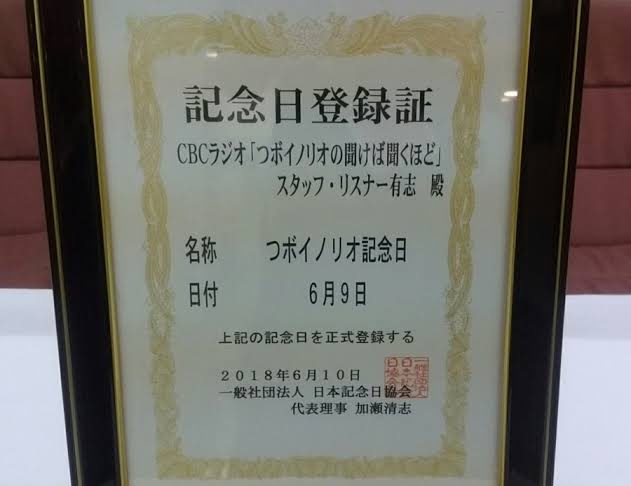 記念日登録証
CBCラジオ「つボイノリオの聞けば聞くほど」
スタッフ・リスナー有志　殿
名称　つボイノリオ記念日
日付　6月9日
上記の記念日を正式登録する
2018年6月10日
一般社団法人 日本記念日協会
代表理事 加瀬清志